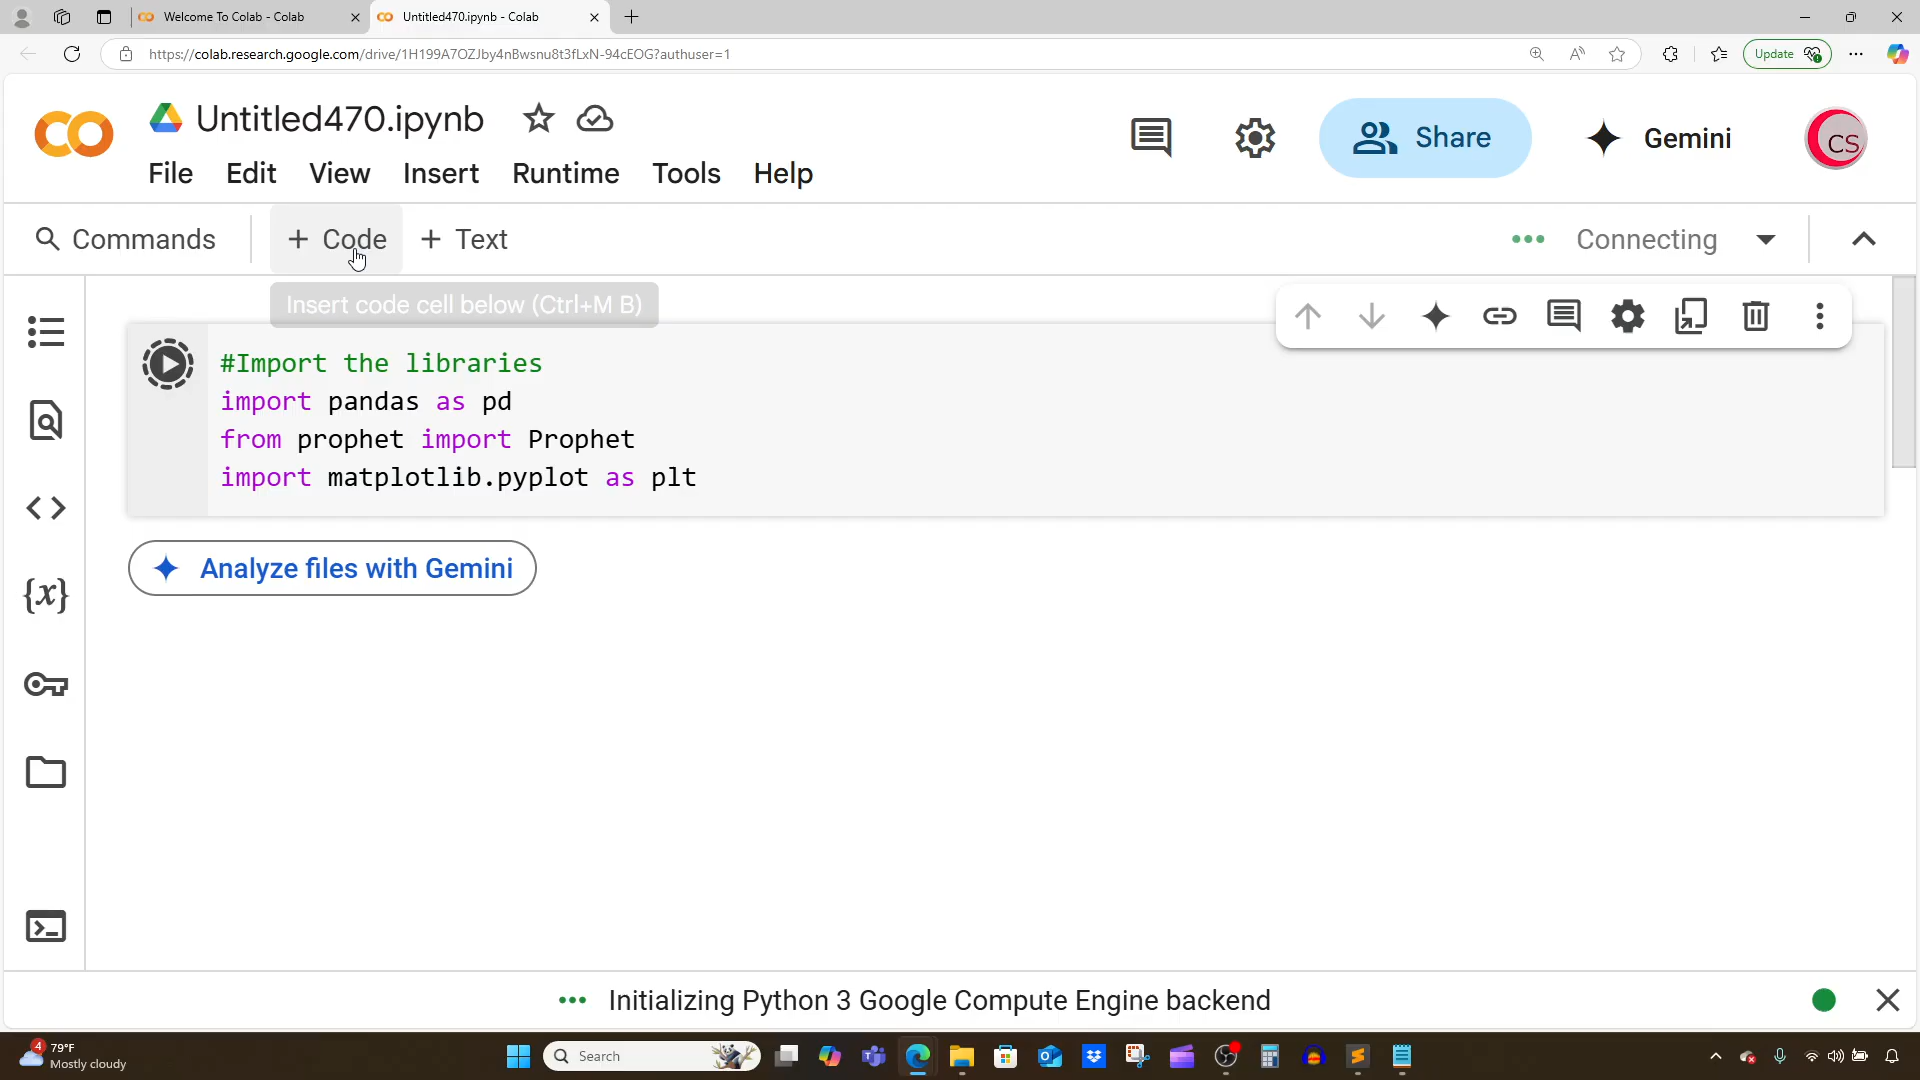 Welcome To Colab - Colab
Untitled470.ipynb - Colab
https://colab.research.google.com/drive/1H199A7OZJby4nBwsnu8t3fLxN-94cEOG?authuser=1
Update
Untitled470.ipynb
File Edit View Insert Runtime Tools Help
Share
Gemini
CS
Commands
+ Code
+ Text
Connecting
Insert code cell below (Ctrl+M B)
#Import the libraries
import pandas as pd
from prophet import Prophet
import matplotlib.pyplot as plt
{x}
Analyze files with Gemini
Initializing Python 3 Google Compute Engine backend
4
79°F
Mostly cloudy
Search